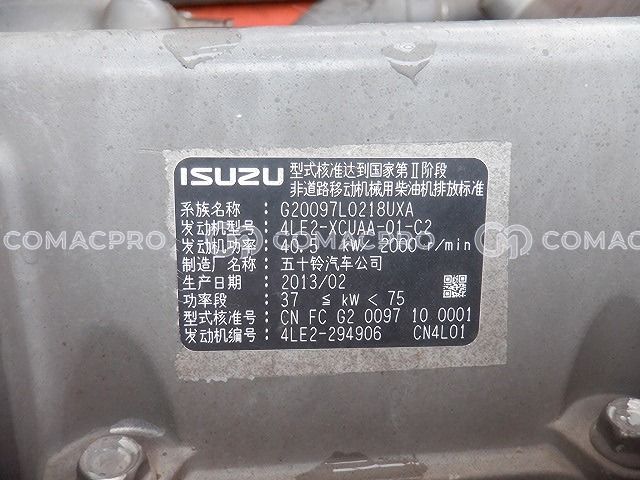 ISUZU 型式核准达到国家第Ⅱ阶段
非道路移动机械用柴油机排放标准
系族名称: G20097L0218UXA
发动机型号: 4LE2-XCUAA-01-C2
发动机功率: 40.5 kW/ 2000 r/min
制造厂名称: 五十铃汽车公司
生产日期: 2013/02
功率段: 37 ≦ kW < 75
型式核准号: CN FC G2 0097 10 0001
发动机编号: 4LE2-294906 CN4L01
COMACPRO COMACPRO COMACPRO